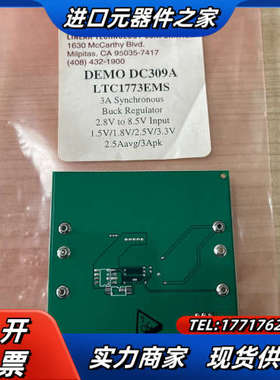 进口元器件之家
1630 McCarthy Blvd.
Milpitas, CA 95035-7417
(408) 432-1900
DEMO DC309A
LTC1773EMS
3A Synchronous
Buck Regulator
2.8V to 8.5V Input
1.5V/1.8V/2.5V/3.3V
2.5Aavg/3Apk
可开
发票
TEL:1771762
实力商家 现货供